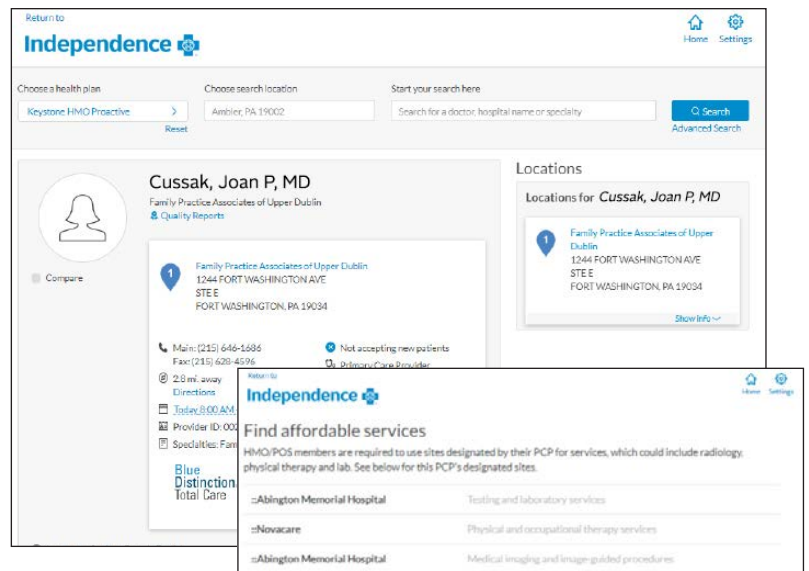 Return to
Independence
Home Settings
Choose a health plan
Choose search location
Start your search here
Keystone HMO Proactive
Ambler, PA 19002
Search for a doctor, hospital name or specialty
Search
Reset
Advanced Search
Cussak, Joan P, MD
Family Practice Associates of Upper Dublin
Quality Reports
Compare
1
Family Practice Associates of Upper Dublin
1244 FORT WASHINGTON AVE
STE E
FORT WASHINGTON, PA 19034
Main: (215) 646-1686
Fax: (215) 628-4596
2.8 mi. away
Directions
Today 8:00 AM
Provider ID: 000
Specialties: Fam
Not accepting new patients
Primary Care Provider
Blue
Distinction.
Total Care
Locations
Locations for Cussak, Joan P, MD
1
Family Practice Associates of Upper
Dublin
1244 FORT WASHINGTON AVE
STE E
FORT WASHINGTON, PA 19034
Show info
Return to
Independence
Home Settings
Find affordable services
HMO/POS members are required to use sites designated by their PCP for services, which could include radiology,
physical therapy and lab. See below for this PCP's designated sites.
::Abington Memorial Hospital Testing and laboratory services
::Novacare Physical and occupational therapy services
::Abington Memorial Hospital Medical imaging and image-guided procedures